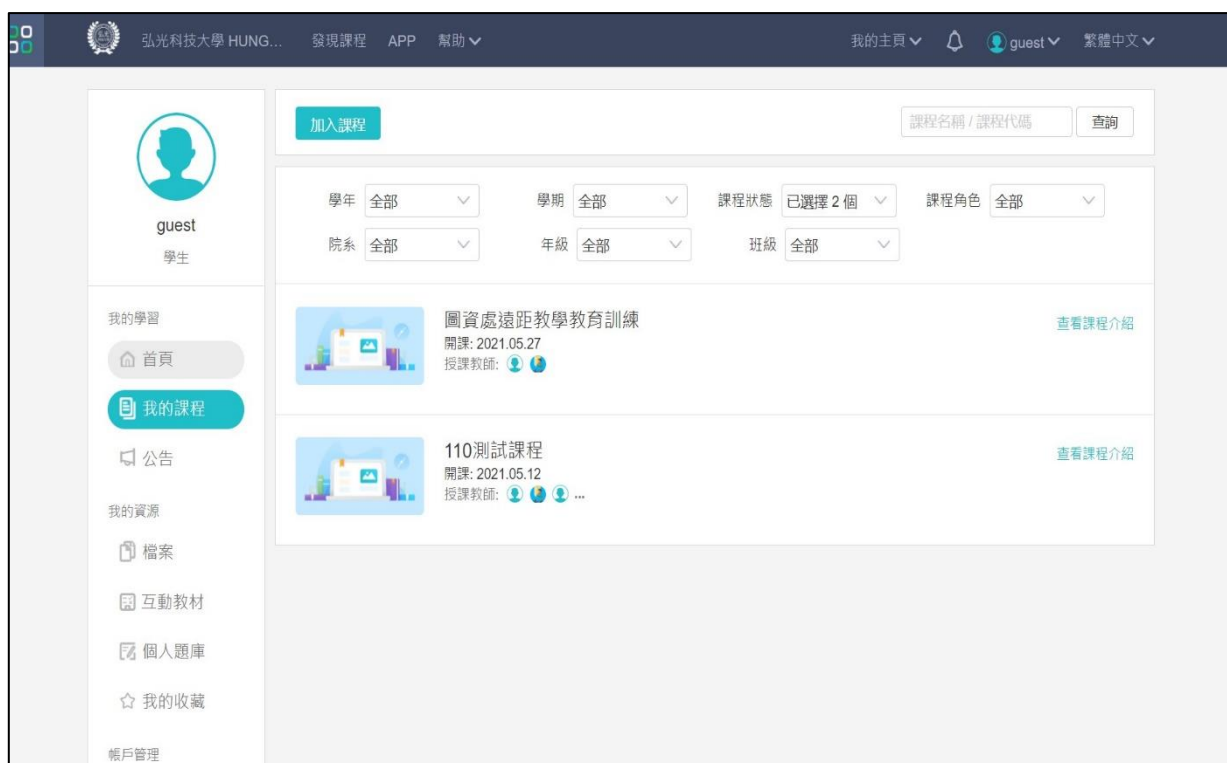 弘光科技大學 HUNG... 發現課程 APP 幫助 我的主頁 guest 繁體中文
guest
學生
我的學習
首頁
我的課程
公告
我的資源
檔案
互動教材
個人題庫
我的收藏
帳戶管理
加入課程 課程名稱 / 課程代碼 查詢
學年 全部 學期 全部 課程狀態 已選擇 2 個 課程角色 全部
院系 全部 年級 全部 班級 全部
圖資處遠距教學教育訓練 查看課程介紹
開課: 2021.05.27
授課教師:
110測試課程 查看課程介紹
開課: 2021.05.12
授課教師: ...